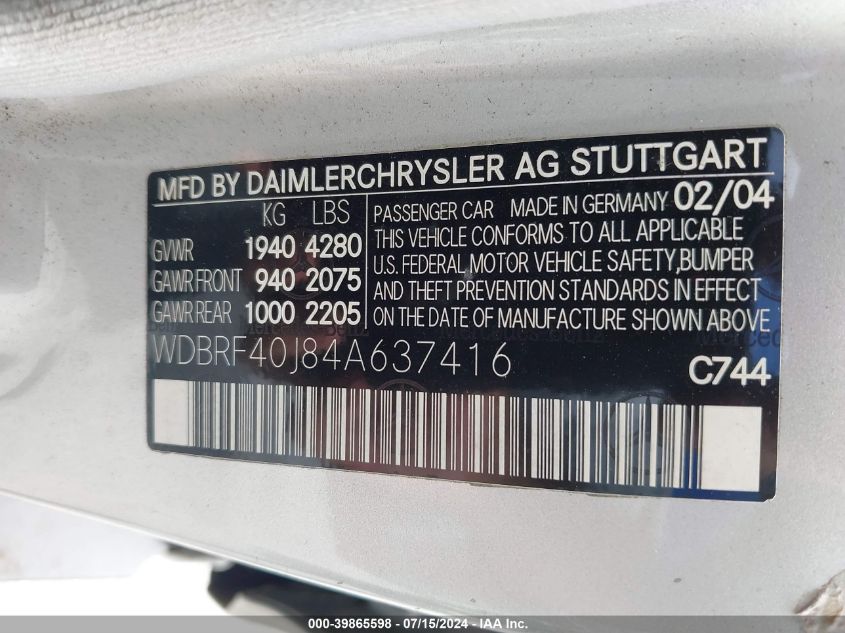 MFD BY DAIMLERCHRYSLER AG STUTTGART
KG LBS
GVWR 1940 4280
GAWR FRONT 940 2075
GAWR REAR 1000 2205
PASSENGER CAR MADE IN GERMANY 02/04
THIS VEHICLE CONFORMS TO ALL APPLICABLE
U.S. FEDERAL MOTOR VEHICLE SAFETY,BUMPER
AND THEFT PREVENTION STANDARDS IN EFFECT
ON THE DATE OF MANUFACTURE SHOWN ABOVE
WDBRF40J84A637416
C744
000-39865598 - 07/15/2024 - IAA Inc.